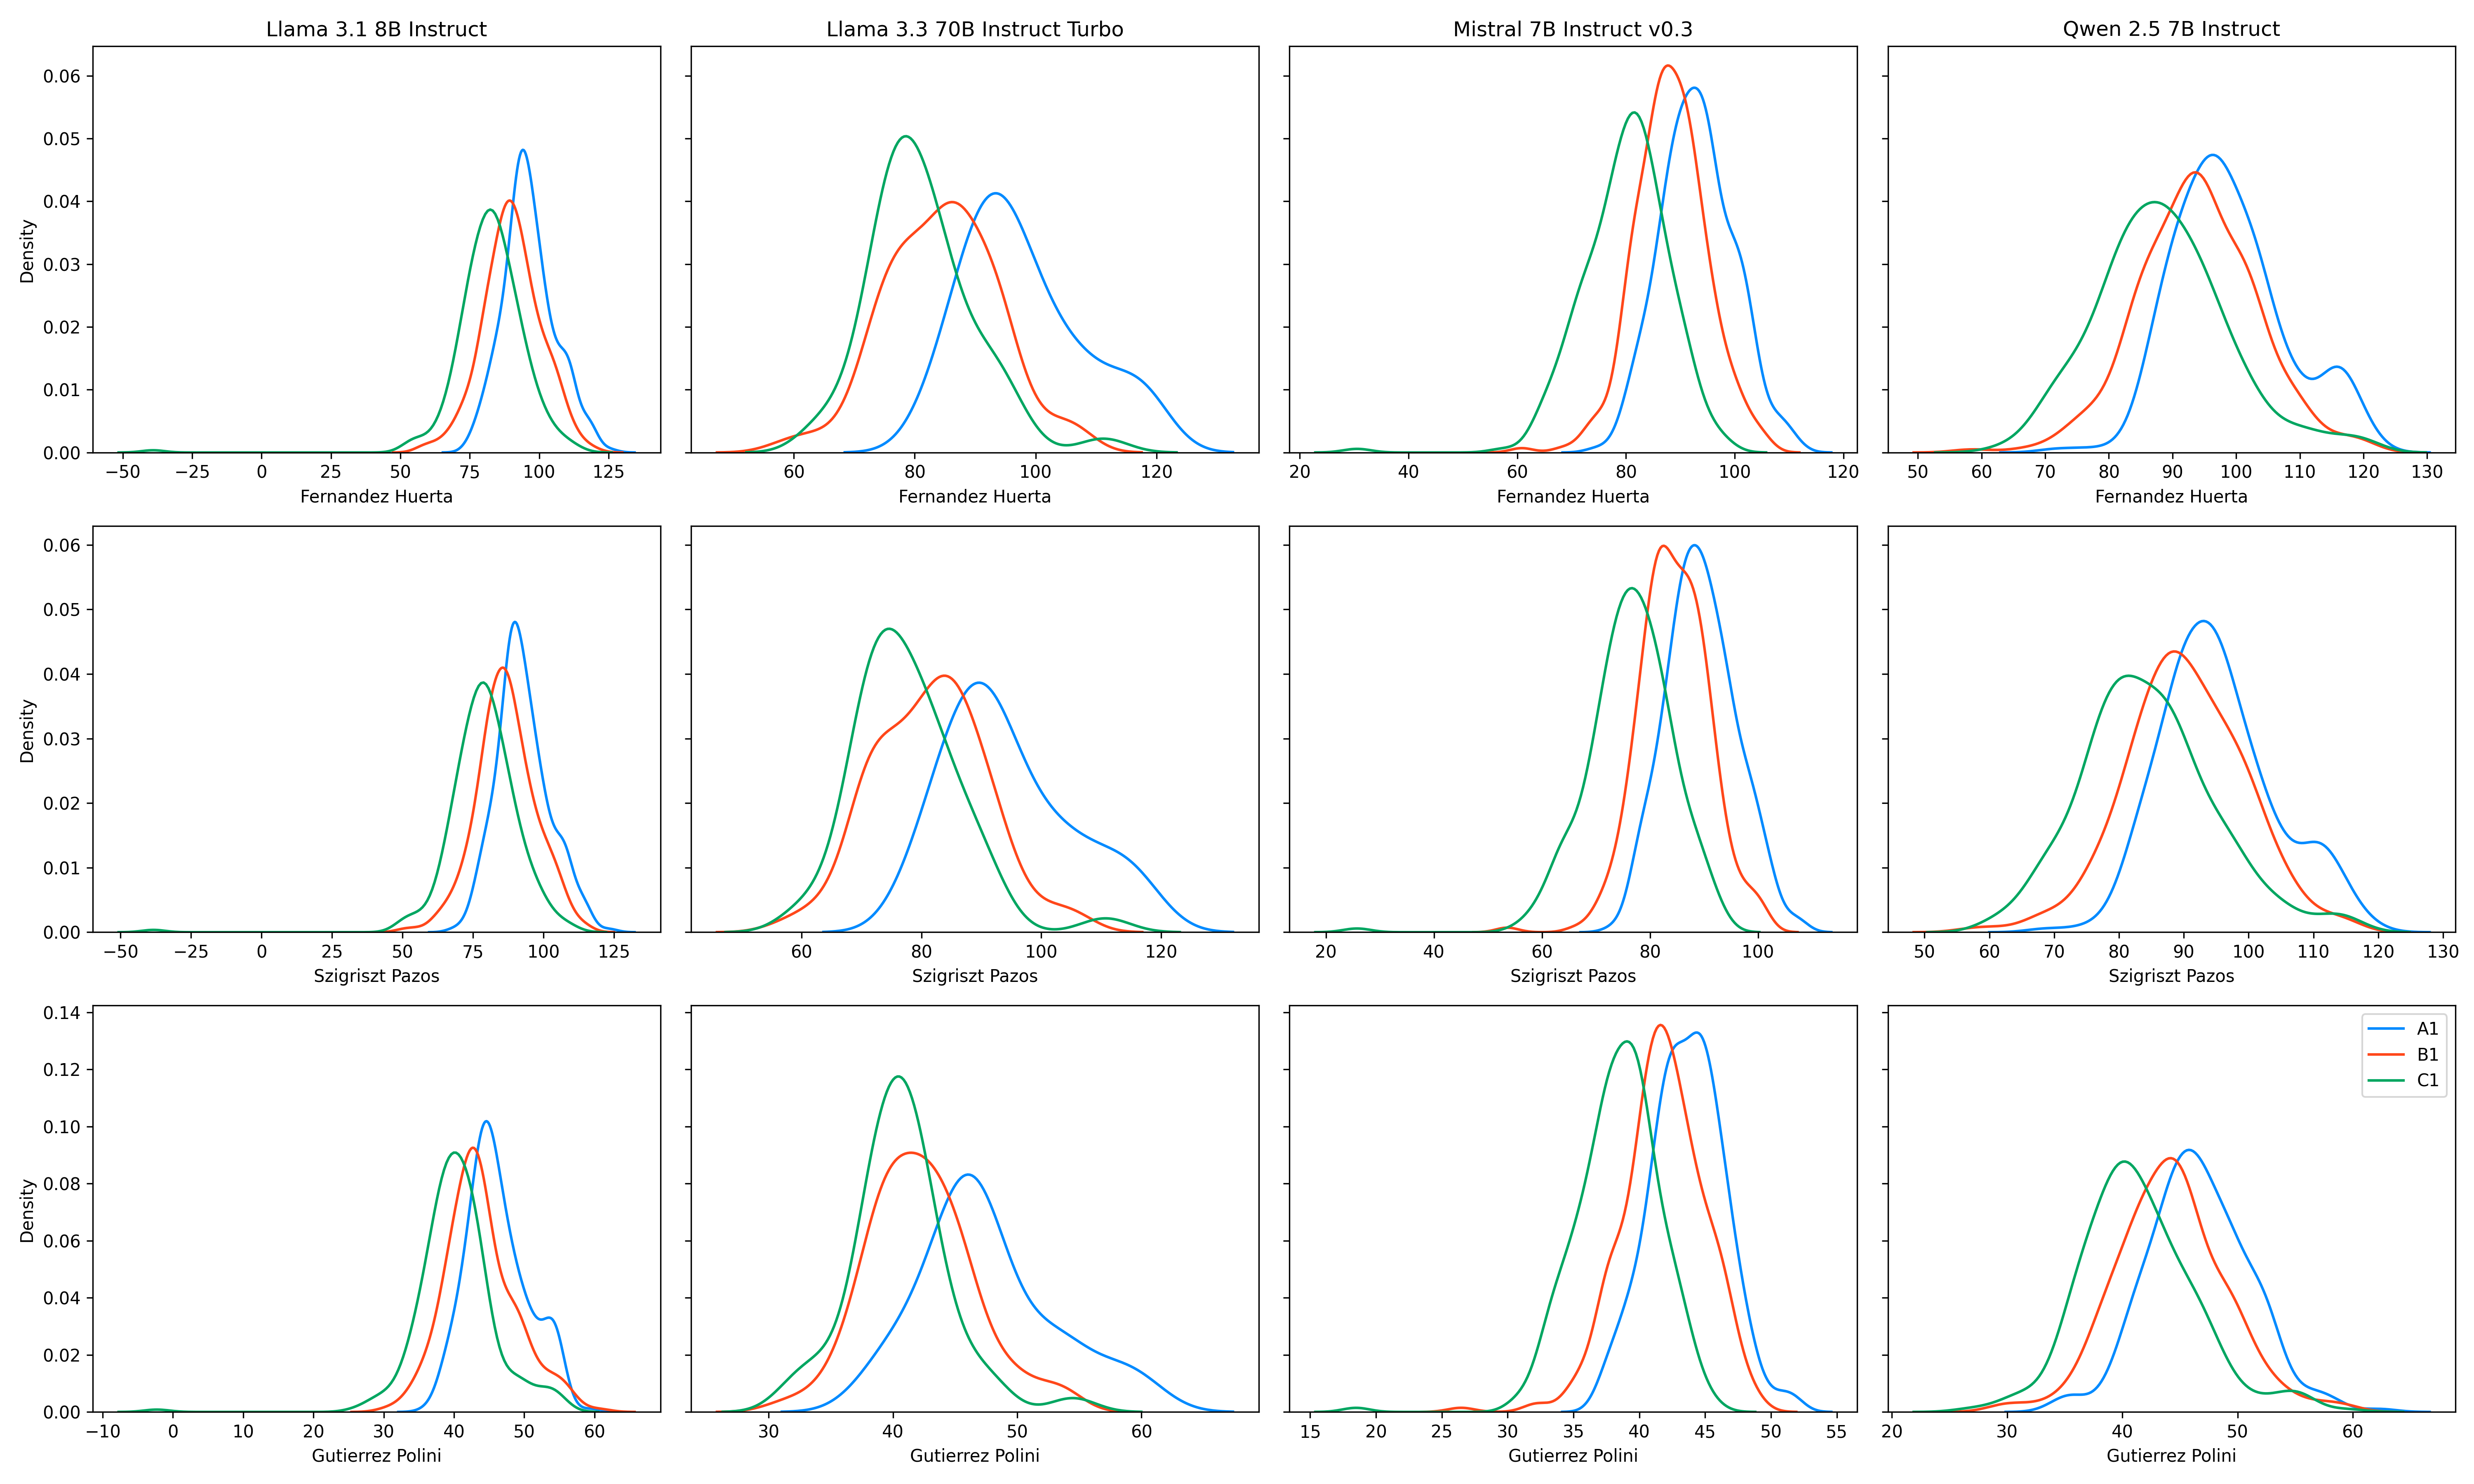 Llama 3.1 8B Instruct
Llama 3.3 70B Instruct Turbo
Mistral 7B Instruct v0.3
Qwen 2.5 7B Instruct
0.06
0.05
0.04
0.03
0.02
0.01
0.00
Density
−50 −25 0 25 50 75 100 125
Fernandez Huerta
60 80 100 120
Fernandez Huerta
20 40 60 80 100 120
Fernandez Huerta
50 60 70 80 90 100 110 120 130
Fernandez Huerta
0.06
0.05
0.04
0.03
0.02
0.01
0.00
Density
−50 −25 0 25 50 75 100 125
Szigriszt Pazos
60 80 100 120
Szigriszt Pazos
20 40 60 80 100
Szigriszt Pazos
50 60 70 80 90 100 110 120 130
Szigriszt Pazos
0.14
0.12
0.10
0.08
0.06
0.04
0.02
0.00
Density
−10 0 10 20 30 40 50 60
Gutierrez Polini
30 40 50 60
Gutierrez Polini
15 20 25 30 35 40 45 50 55
Gutierrez Polini
A1
B1
C1
20 30 40 50 60
Gutierrez Polini